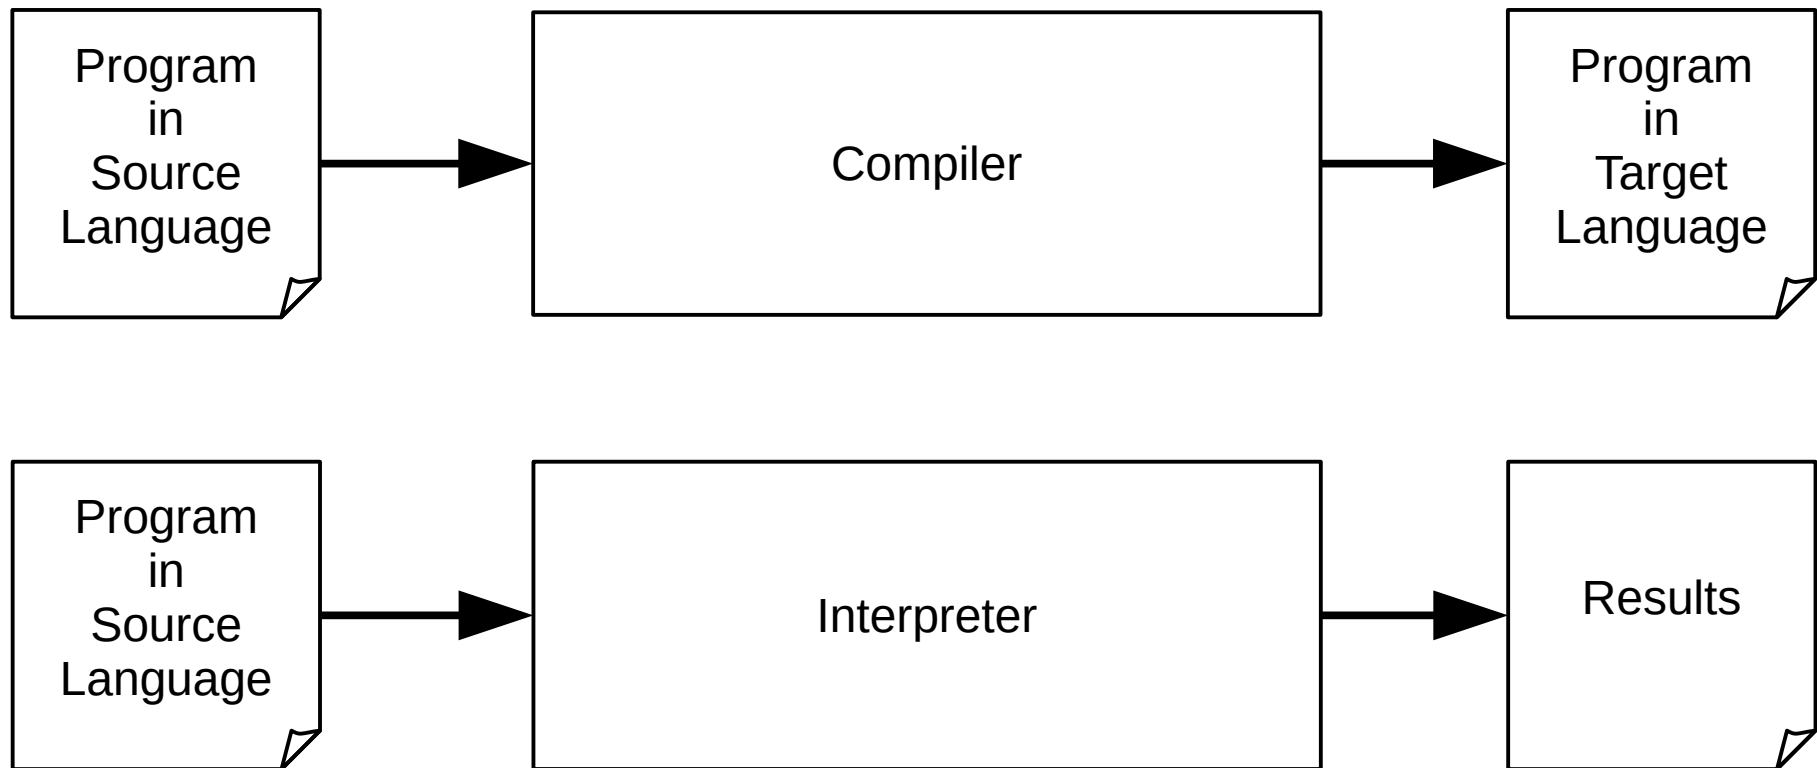 Program
in
Source
Language
Compiler
Program
in
Target
Language
Program
in
Source
Language
Interpreter
Results